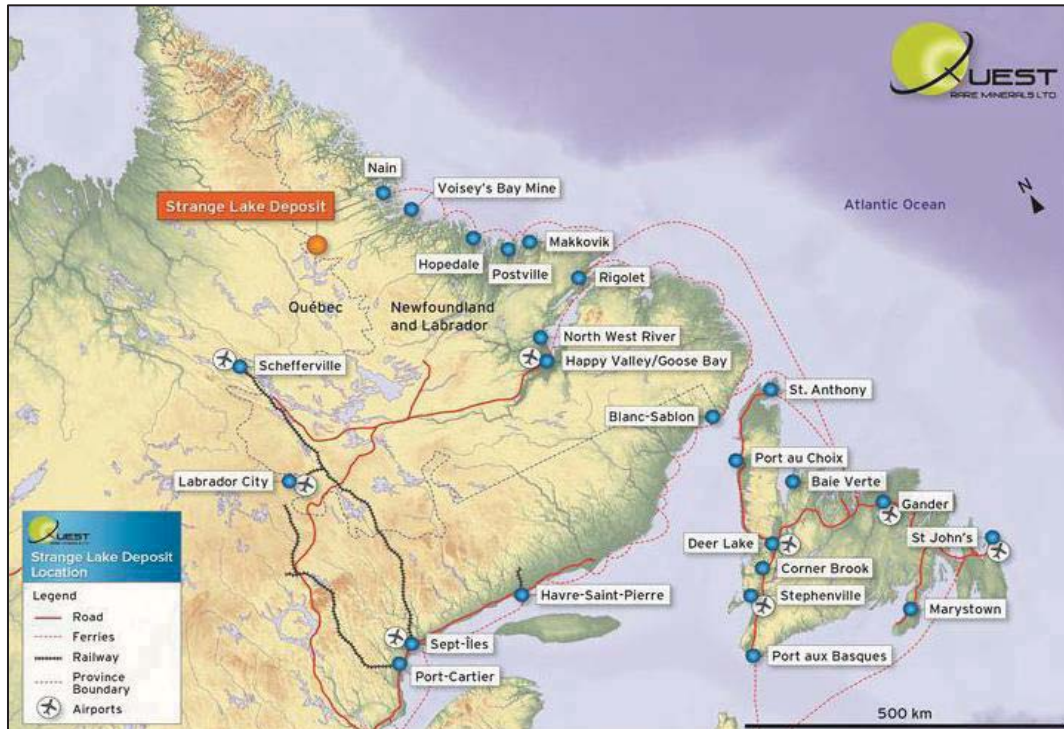 QUEST
RARE MINERALS LTD.
N
Nain
Voisey's Bay Mine
Strange Lake Deposit
Atlantic Ocean
Makkovik
Hopedale
Postville
Rigolet
Québec
Newfoundland
and Labrador
North West River
Happy Valley/Goose Bay
Schefferville
St. Anthony
Blanc-Sablon
Port au Choix
Labrador City
Baie Verte
Gander
St John's
Deer Lake
Corner Brook
Stephenville
Havre-Saint-Pierre
Marystown
Sept-Îles
Port-Cartier
Port aux Basques
500 km
QUEST
RARE MINERALS LTD.
Strange Lake Deposit
Location
Legend
Road
Ferries
Railway
Province
Boundary
Airports